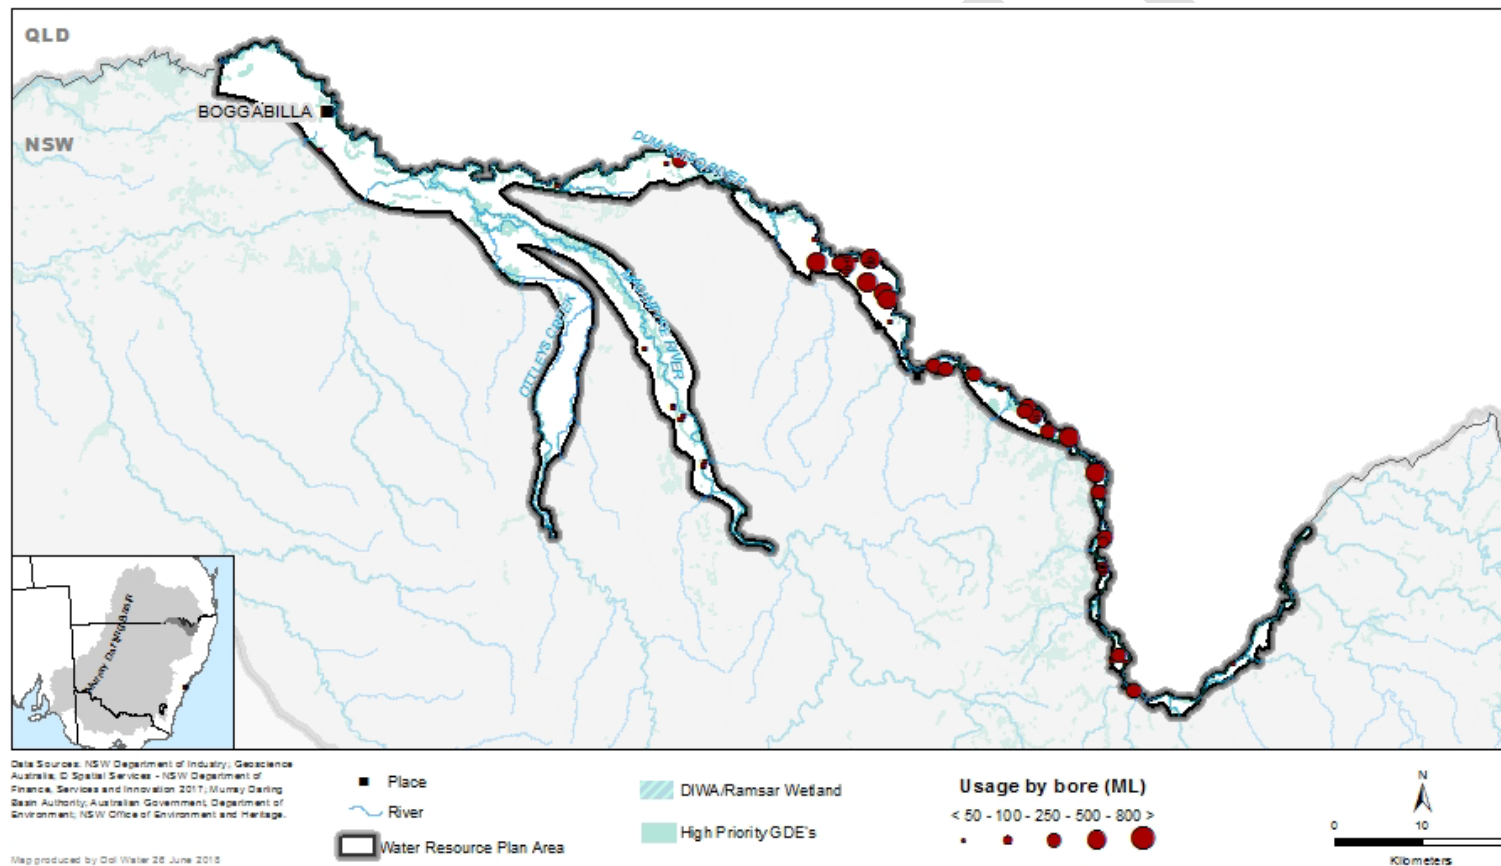 QLD
BOGGABILLA
NSW
DUMARESQ RIVER
MACINTYRE RIVER
OTTLEYS CREEK
Murray Darling Basin
Data Sources: NSW Department of Industry; Geoscience
Australia, © Spatial Services - NSW Department of
Finance, Services and Innovation 2017; Murray Darling
Basin Authority; Australian Government, Department of
Environment; NSW Office of Environment and Heritage.
Map produced by DoI Water 26 June 2018
Place
River
Water Resource Plan Area
DIWA/Ramsar Wetland
High Priority GDE's
Usage by bore (ML)
< 50 - 100 - 250 - 500 - 800 >
N
0 10
Kilometers